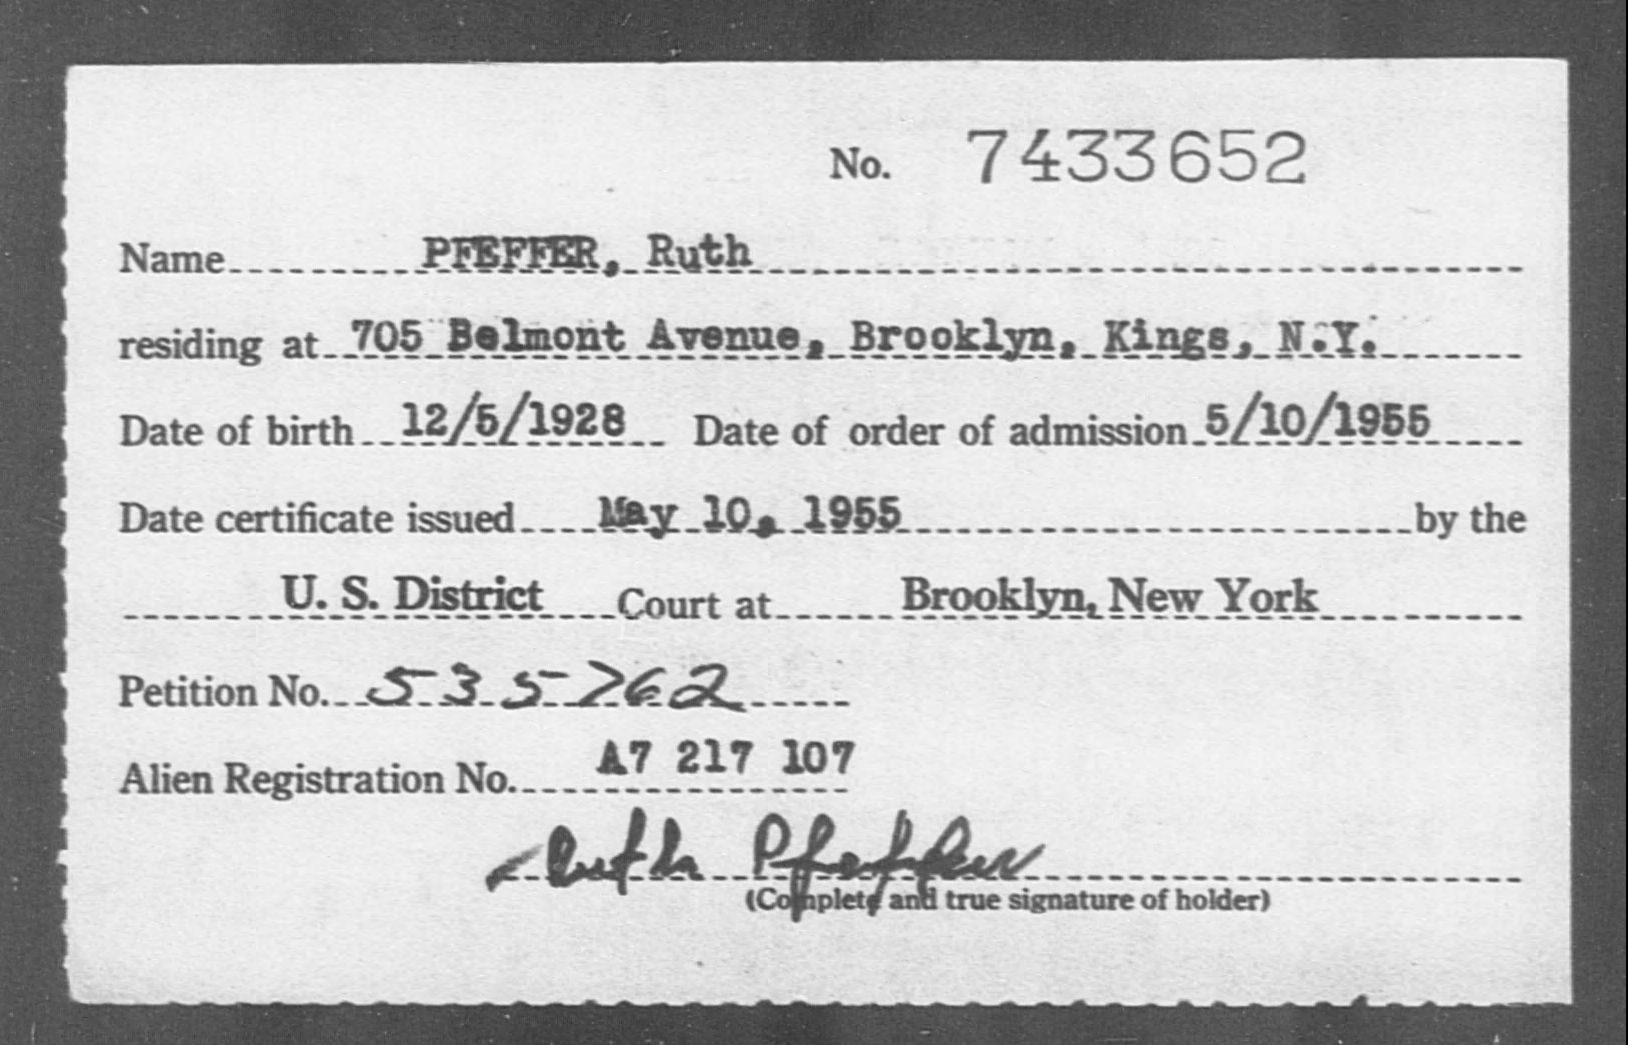 No. 7433652
Name PFEFFER, Ruth
residing at 705 Belmont Avenue, Brooklyn, Kings, N.Y.
Date of birth 12/5/1928 Date of order of admission 5/10/1955
Date certificate issued May 10, 1955 by the
U. S. District Court at Brooklyn, New York
Petition No. 535762
Alien Registration No. A7 217 107
Ruth Pfeffer
(Complete and true signature of holder)